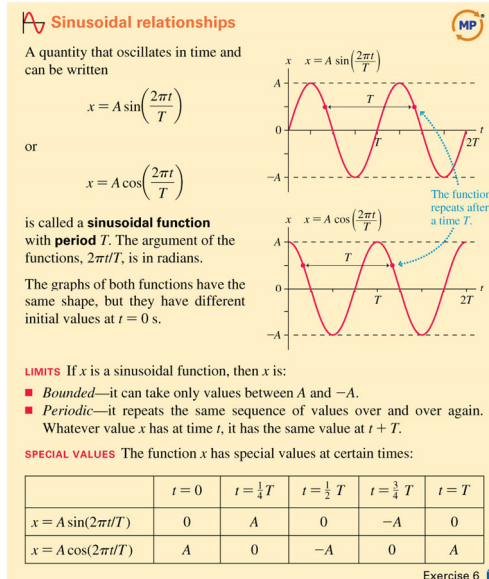 Sinusoidal relationships
MP
A quantity that oscillates in time and
can be written
x = A sin(2πt/T)
or
x = A cos(2πt/T)
is called a sinusoidal function
with period T. The argument of the
functions, 2πt/T, is in radians.
The graphs of both functions have the
same shape, but they have different
initial values at t = 0 s.
x x = A sin(2πt/T)
A
T
0 T 2T t
−A
The function
repeats after
a time T.
x x = A cos(2πt/T)
A
T
0 T 2T t
−A
LIMITS If x is a sinusoidal function, then x is:
■ Bounded—it can take only values between A and −A.
■ Periodic—it repeats the same sequence of values over and over again.
Whatever value x has at time t, it has the same value at t + T.
SPECIAL VALUES The function x has special values at certain times:
t = 0 t = 1/4 T t = 1/2 T t = 3/4 T t = T
x = A sin(2πt/T) 0 A 0 −A 0
x = A cos(2πt/T) A 0 −A 0 A
Exercise 6